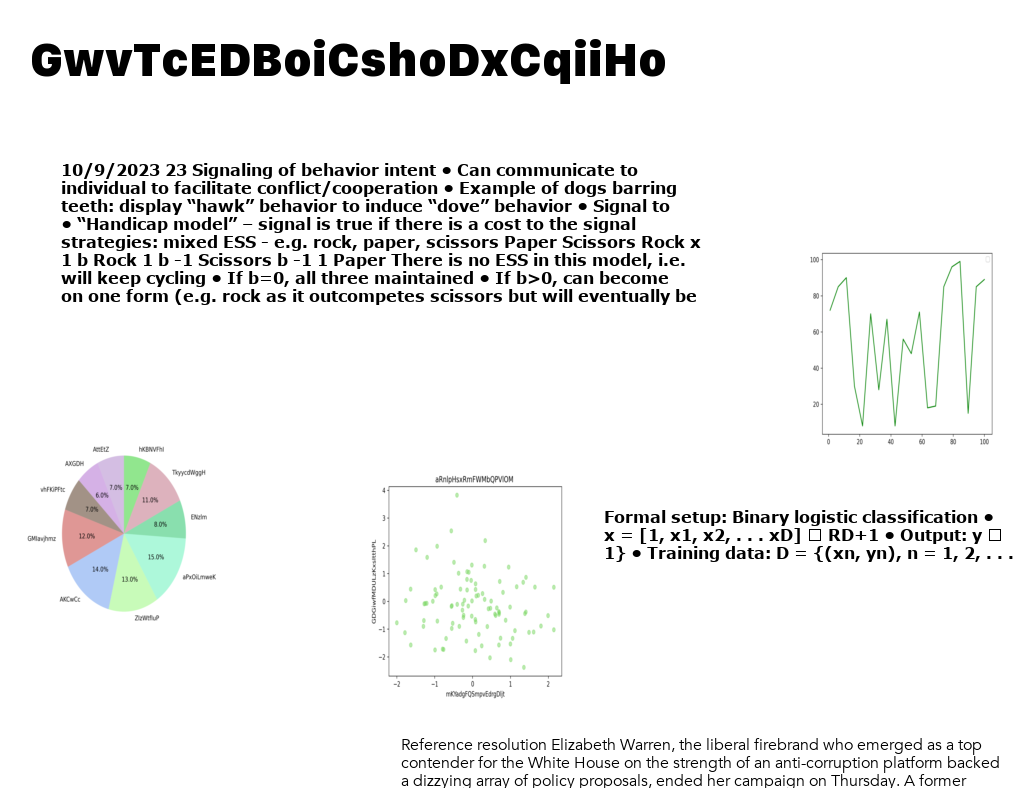 GwvTcEDBoiCshoDxCqiiHo
10/9/2023 23 Signaling of behavior intent • Can communicate to
individual to facilitate conflict/cooperation • Example of dogs barring
teeth: display “hawk” behavior to induce “dove” behavior • Signal to
• “Handicap model” – signal is true if there is a cost to the signal
strategies: mixed ESS - e.g. rock, paper, scissors Paper Scissors Rock x
1 b Rock 1 b -1 Scissors b -1 1 Paper There is no ESS in this model, i.e.
will keep cycling • If b=0, all three maintained • If b>0, can become
on one form (e.g. rock as it outcompetes scissors but will eventually be
100
80
60
40
20
0 20 40 60 80 100
AttEtZ
hKBNVFhI
AXGDH
TkyycdWggH
vhFKiPFtc
ENzlm
GMlavjhmz
aPxOiLmweK
AKCwCc
ZlzWtfluP
7.0% 7.0%
6.0%
11.0%
7.0%
8.0%
12.0%
15.0%
14.0%
13.0%
aRnlpHsxRmFWMbQPVIOM
4
3
2
1
0
−1
−2
−2 −1 0 1 2
mKYadgFQSmpvEdrgDljt
Formal setup: Binary logistic classification •
x = [1, x1, x2, . . . xD] □ RD+1 • Output: y □
1} • Training data: D = {(xn, yn), n = 1, 2, . . .
Reference resolution Elizabeth Warren, the liberal firebrand who emerged as a top
contender for the White House on the strength of an anti-corruption platform backed
a dizzying array of policy proposals, ended her campaign on Thursday. A former